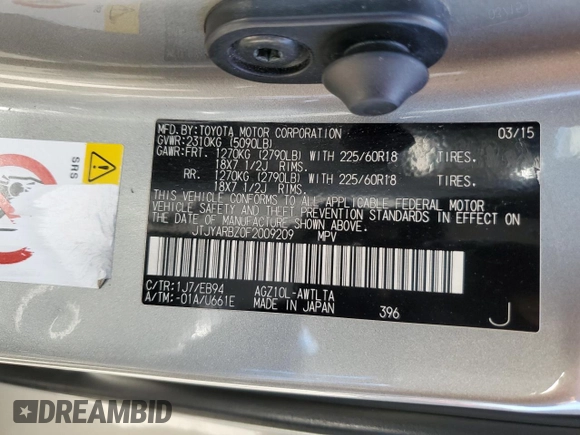 MFD.BY:TOYOTA MOTOR CORPORATION 03/15
GVWR:2310KG (5090LB)
GAWR:FRT. 1270KG (2790LB) WITH 225/60R18 TIRES.
18X7 1/2J RIMS.
RR. 1270KG (2790LB) WITH 225/60R18 TIRES.
18X7 1/2J RIMS.
THIS VEHICLE CONFORMS TO ALL APPLICABLE FEDERAL MOTOR
VEHICLE SAFETY AND THEFT PREVENTION STANDARDS IN EFFECT ON
THE DATE OF MANUFACTURE SHOWN ABOVE.
JTJYARBZ0F2009209 MPV
C/TR:1J7/EB94 AGZ10L-AWTLTA
A/TM:-01A/U661E MADE IN JAPAN 396 J
SRS
DREAMBID